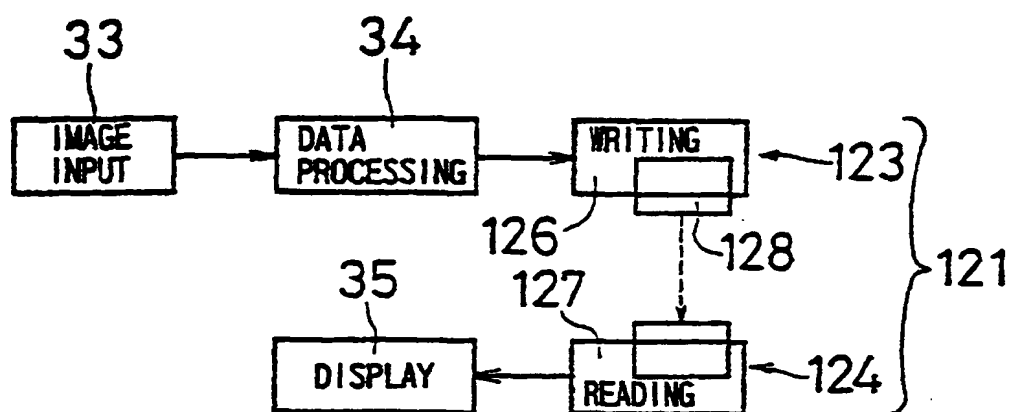 33
34
IMAGE
INPUT
DATA
PROCESSING
WRITING
123
126
128
121
35
127
DISPLAY
READING
124